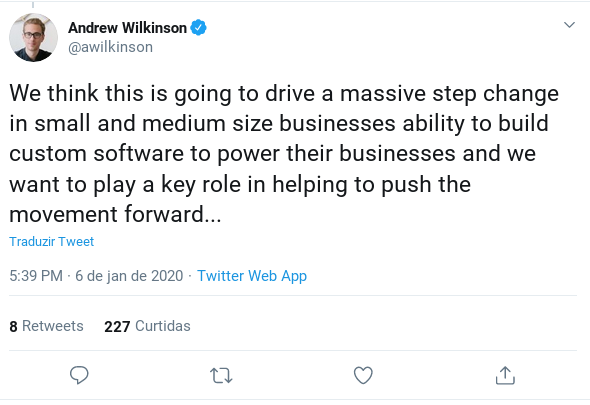 Andrew Wilkinson
@awilkinson
We think this is going to drive a massive step change
in small and medium size businesses ability to build
custom software to power their businesses and we
want to play a key role in helping to push the
movement forward...
Traduzir Tweet
5:39 PM · 6 de jan de 2020 · Twitter Web App
8 Retweets 227 Curtidas